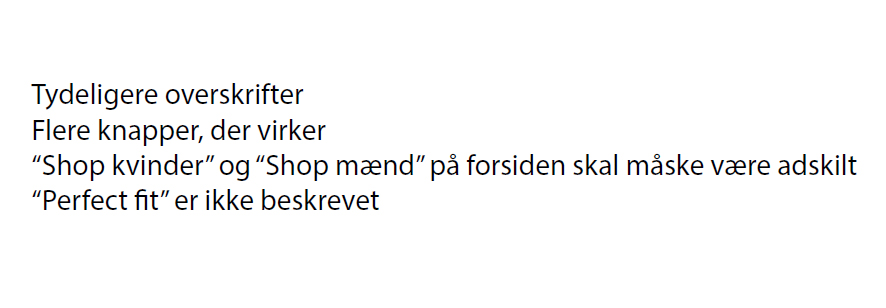 Tydeligere overskrifter
Flere knapper, der virker
“Shop kvinder” og “Shop mænd” på forsiden skal måske være adskilt
“Perfect fit” er ikke beskrevet